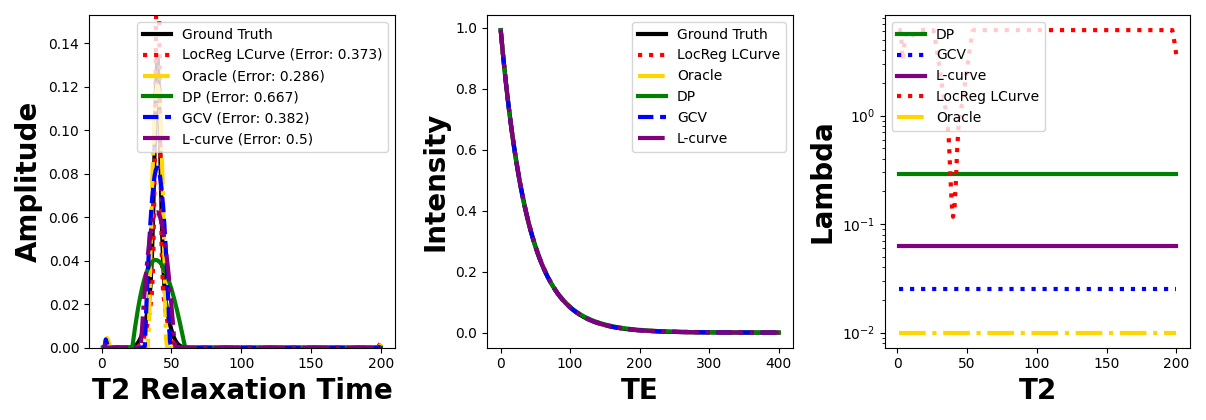 Ground Truth
LocReg LCurve (Error: 0.373)
Oracle (Error: 0.286)
DP (Error: 0.667)
GCV (Error: 0.382)
L-curve (Error: 0.5)
0.14
0.12
0.10
0.08
0.06
0.04
0.02
0.00
Amplitude
0
50
100
150
200
T2 Relaxation Time
Ground Truth
LocReg LCurve
Oracle
DP
GCV
L-curve
1.0
0.8
0.6
0.4
0.2
0.0
Intensity
0
100
200
300
400
TE
DP
GCV
L-curve
LocReg LCurve
Oracle
10⁰
10⁻¹
10⁻²
Lambda
0
50
100
150
200
T2